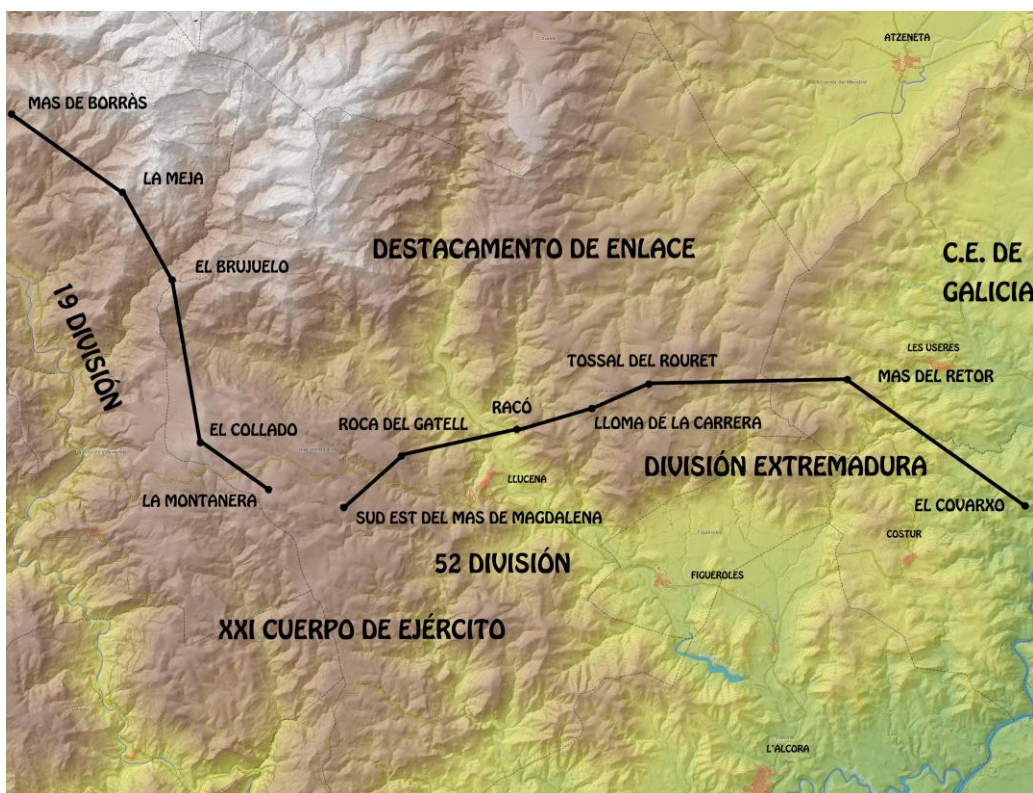 ATZENETA
MAS DE BORRÀS
LA MEJA
DESTACAMENTO DE ENLACE
C.E. DE
GALICIA
EL BRUJUELO
19 DIVISIÓN
LES USERES
TOSSAL DEL ROURET
MAS DEL RETOR
RACÓ
LLOMA DE LA CARRERA
ROCA DEL GATELL
EL COLLADO
DIVISIÓN EXTREMADURA
LLUCENA
LA MONTANERA
SUD EST DEL MAS DE MAGDALENA
EL COVARXO
COSTUR
52 DIVISIÓN
FIGUEROLES
XXI CUERPO DE EJÉRCITO
L'ALCORA